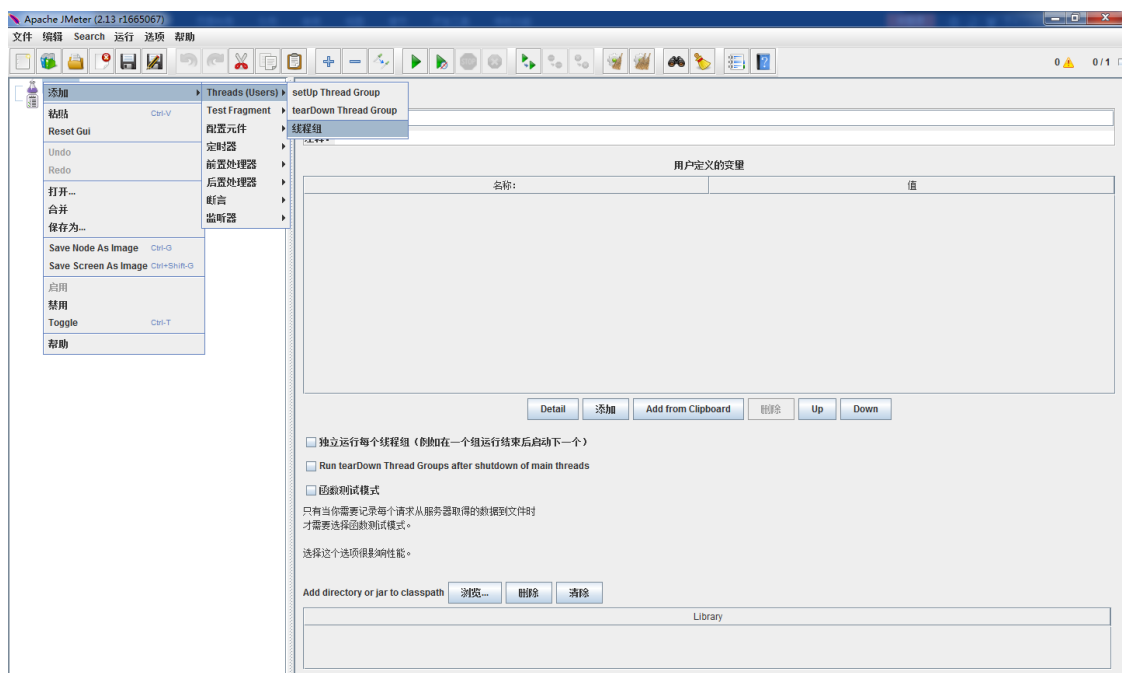 Apache JMeter (2.13 r1665067)
文件 编辑 Search 运行 选项 帮助
0 0 / 1
添加
粘贴 Ctrl-V
Reset Gui
Undo
Redo
打开...
合并
保存为...
Save Node As Image Ctrl-G
Save Screen As Image Ctrl+Shift-G
启用
禁用
Toggle Ctrl-T
帮助
Threads (Users)
Test Fragment
配置元件
定时器
前置处理器
后置处理器
断言
监听器
setUp Thread Group
tearDown Thread Group
线程组
用户定义的变量
名称: 值
Detail 添加 Add from Clipboard 删除 Up Down
独立运行每个线程组（例如在一个组运行结束后启动下一个）
Run tearDown Thread Groups after shutdown of main threads
函数测试模式
只有当你需要记录每个请求从服务器取得的数据到文件时
才需要选择函数测试模式。
选择这个选项很影响性能。
Add directory or jar to classpath 浏览... 删除 清除
Library